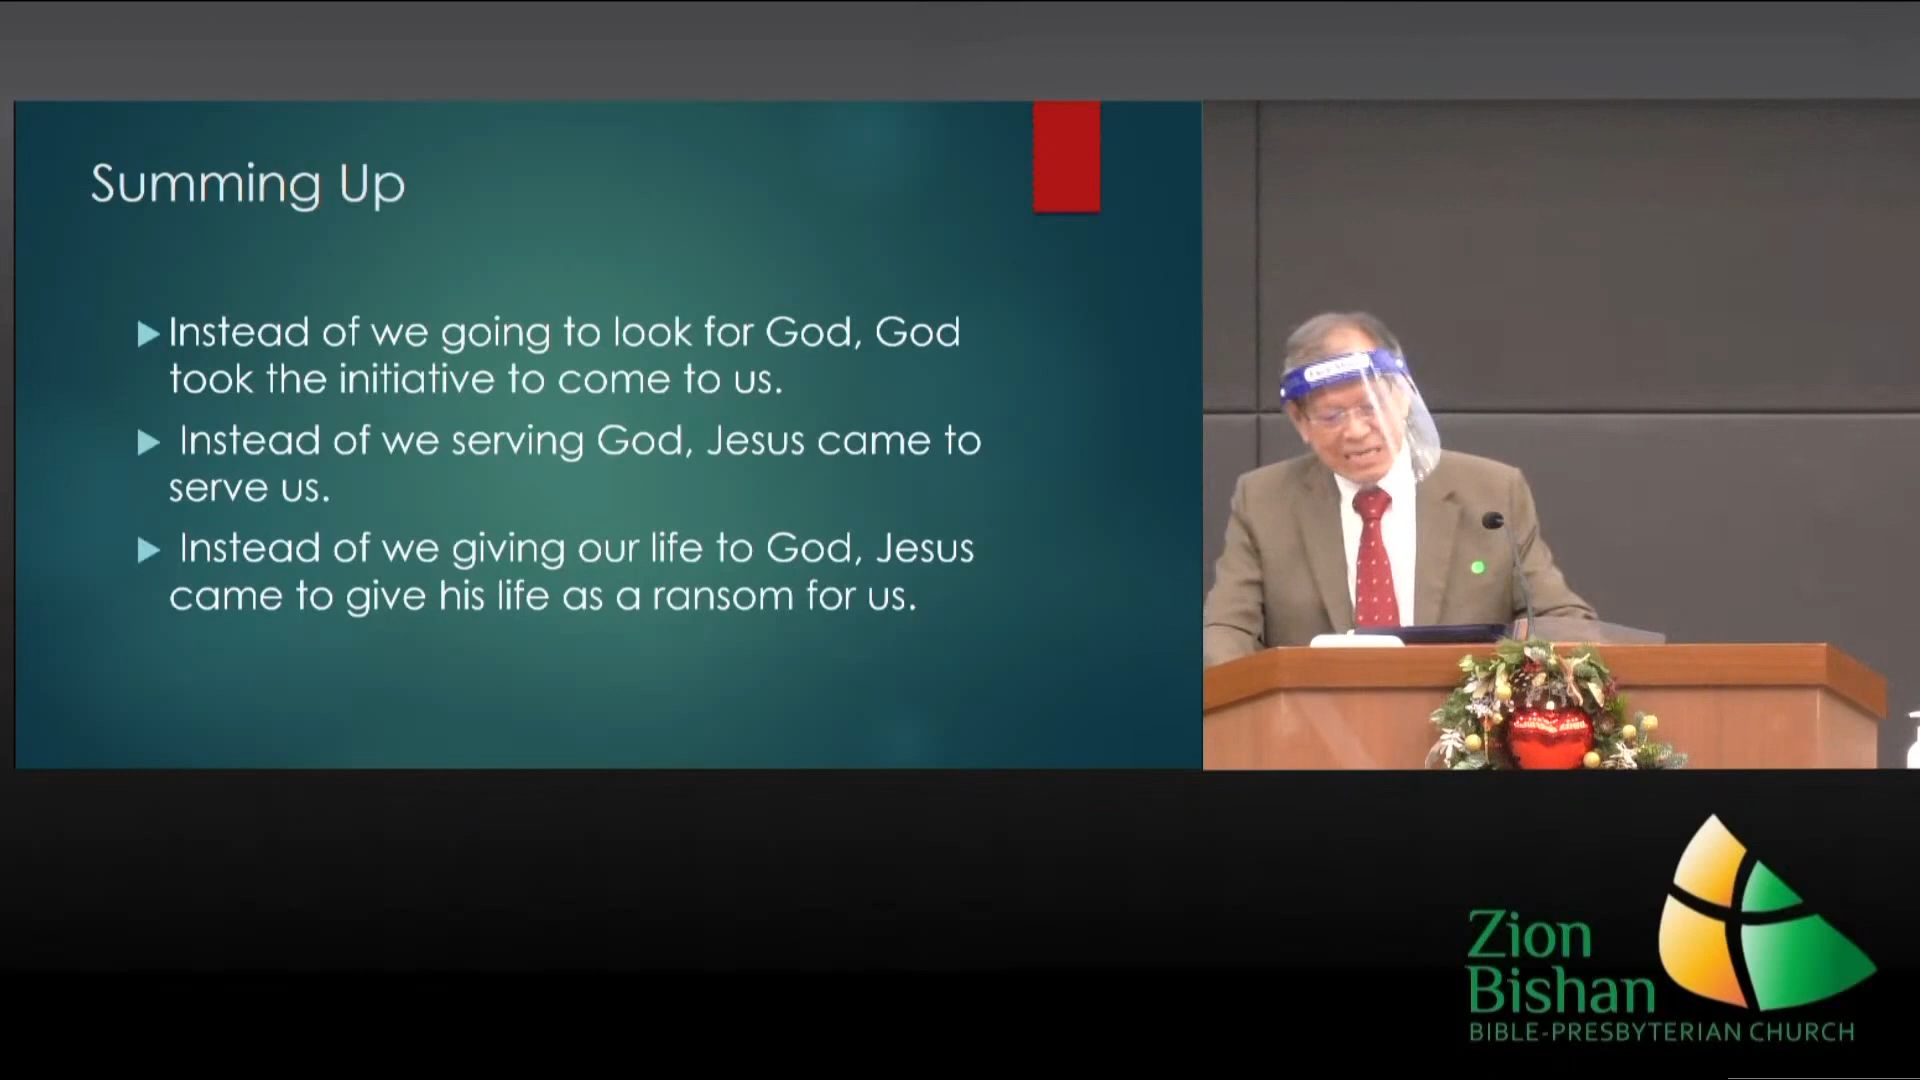 Summing Up
Instead of we going to look for God, God
took the initiative to come to us.
Instead of we serving God, Jesus came to
serve us.
Instead of we giving our life to God, Jesus
came to give his life as a ransom for us.
Zion
Bishan
BIBLE-PRESBYTERIAN CHURCH